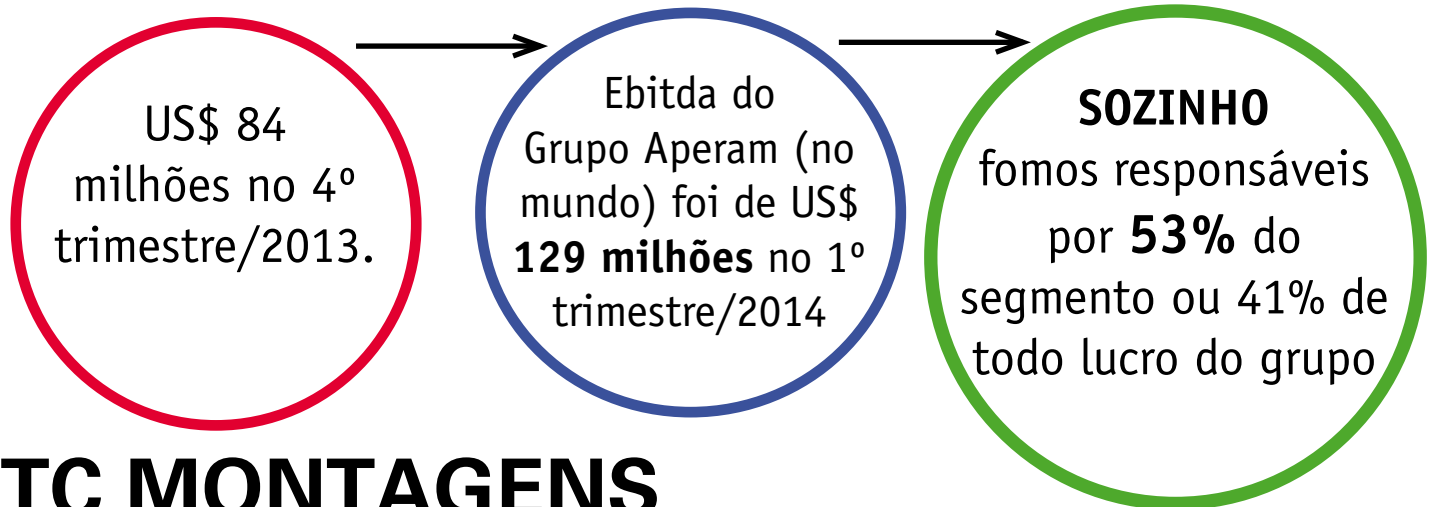 US$ 84
milhões no 4º
trimestre/2013.
Ebitda do
Grupo Aperam (no
mundo) foi de US$
129 milhões no 1º
trimestre/2014
SOZINHO
fomos responsáveis
por 53% do
segmento ou 41% de
todo lucro do grupo
TC MONTAGENS